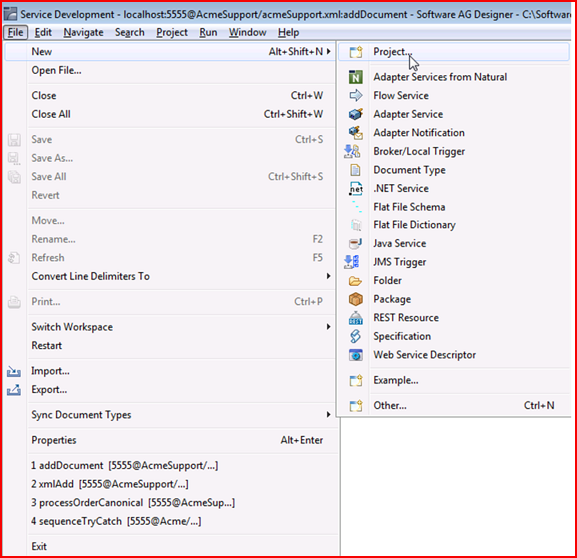 Service Development - localhost:5555@AcmeSupport/acmeSupport.xml:addDocument - Software AG Designer - C:\Softwa
File Edit Navigate Search Project Run Window Help
New Alt+Shift+N
Open File...
Close Ctrl+W
Close All Ctrl+Shift+W
Save Ctrl+S
Save As...
Save All Ctrl+Shift+S
Revert
Move...
Rename... F2
Refresh F5
Convert Line Delimiters To
Print... Ctrl+P
Switch Workspace
Restart
Import...
Export...
Sync Document Types
Properties Alt+Enter
1 addDocument [5555@AcmeSupport/...]
2 xmlAdd [5555@AcmeSupport/...]
3 processOrderCanonical [5555@AcmeSup...]
4 sequenceTryCatch [5555@Acme/...]
Exit
Project...
Adapter Services from Natural
Flow Service
Adapter Service
Adapter Notification
Broker/Local Trigger
Document Type
.net .NET Service
Flat File Schema
Flat File Dictionary
Java Service
JMS Trigger
Folder
Package
REST Resource
Specification
Web Service Descriptor
Example...
Other... Ctrl+N